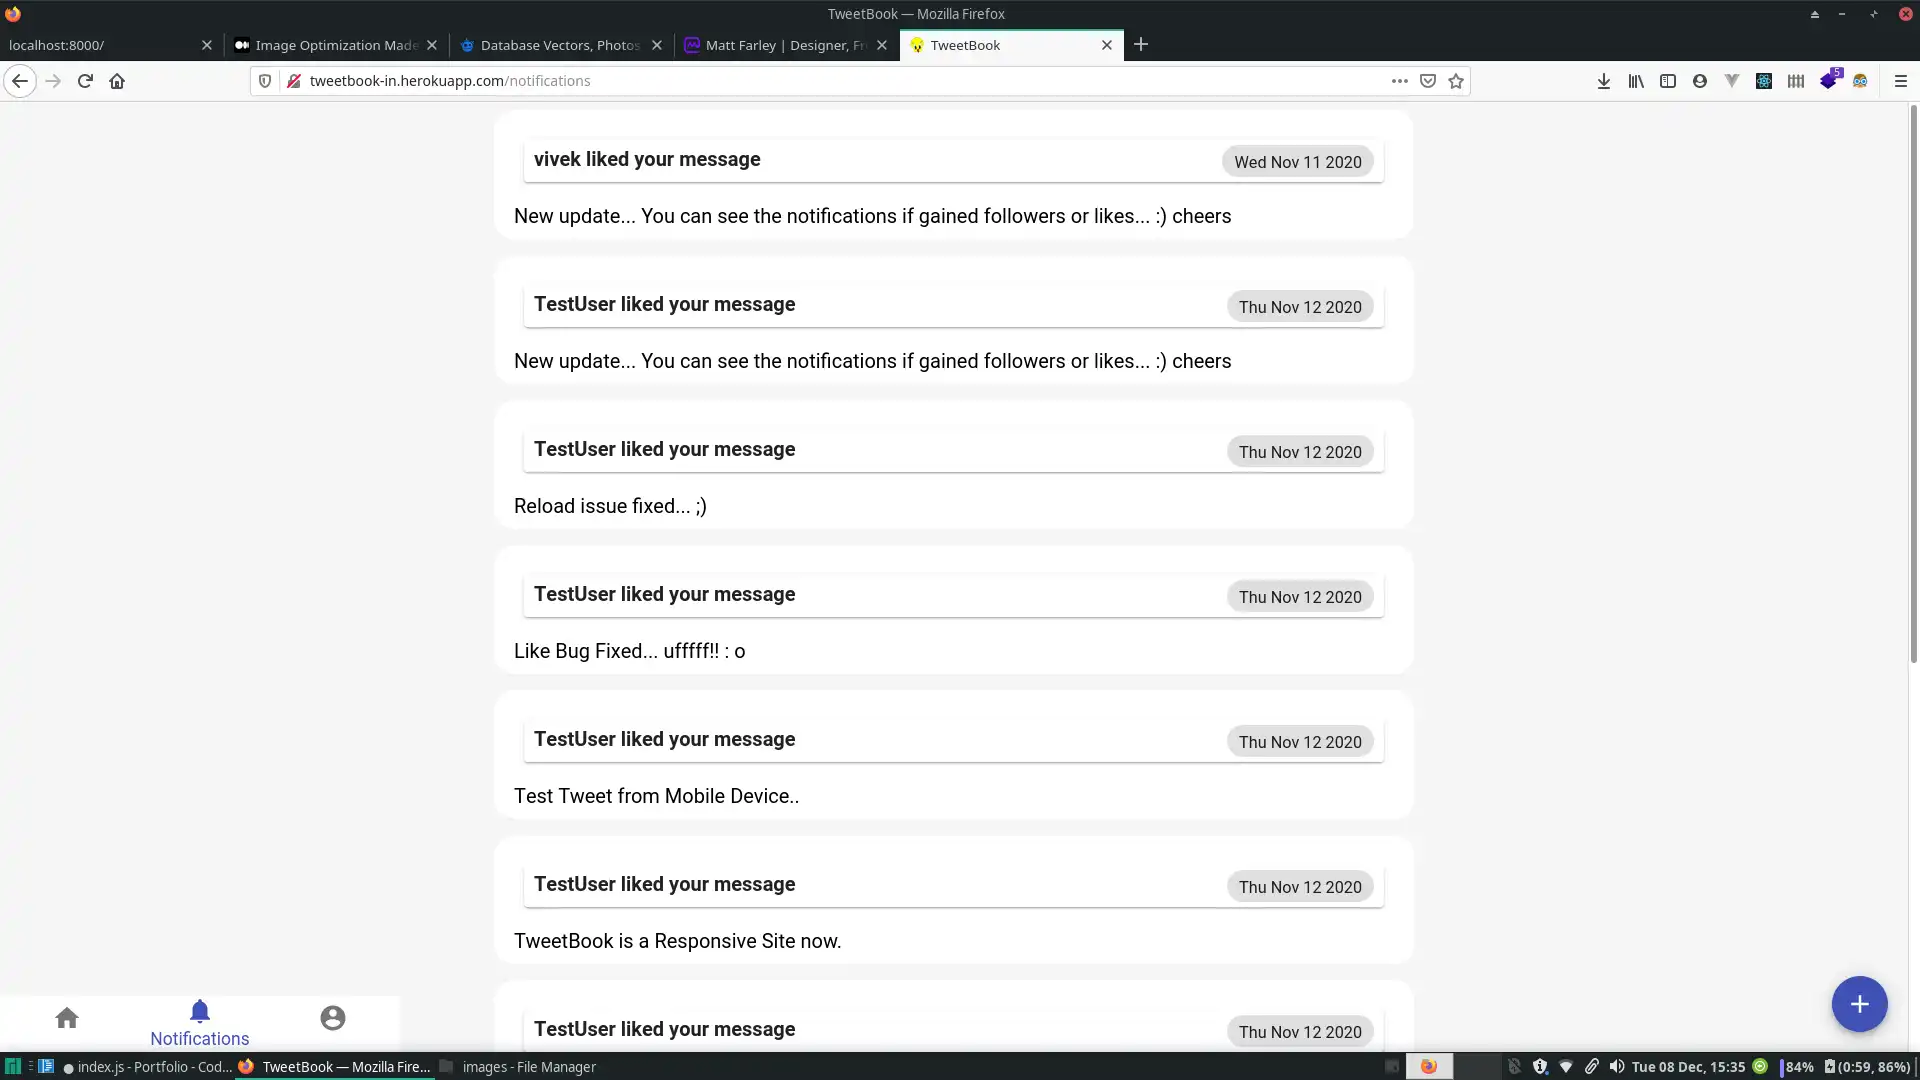 TweetBook — Mozilla Firefox
localhost:8000/
Image Optimization Made
Database Vectors, Photos
Matt Farley | Designer, Fr
TweetBook
tweetbook-in.herokuapp.com/notifications
5
vivek liked your message
Wed Nov 11 2020
New update... You can see the notifications if gained followers or likes... :) cheers
TestUser liked your message
Thu Nov 12 2020
New update... You can see the notifications if gained followers or likes... :) cheers
TestUser liked your message
Thu Nov 12 2020
Reload issue fixed... ;)
TestUser liked your message
Thu Nov 12 2020
Like Bug Fixed... ufffff!! : o
TestUser liked your message
Thu Nov 12 2020
Test Tweet from Mobile Device..
TestUser liked your message
Thu Nov 12 2020
TweetBook is a Responsive Site now.
TestUser liked your message
Thu Nov 12 2020
Notifications
index.js - Portfolio - Cod...
TweetBook — Mozilla Fire...
images - File Manager
Tue 08 Dec, 15:35
84%
(0:59, 86%)